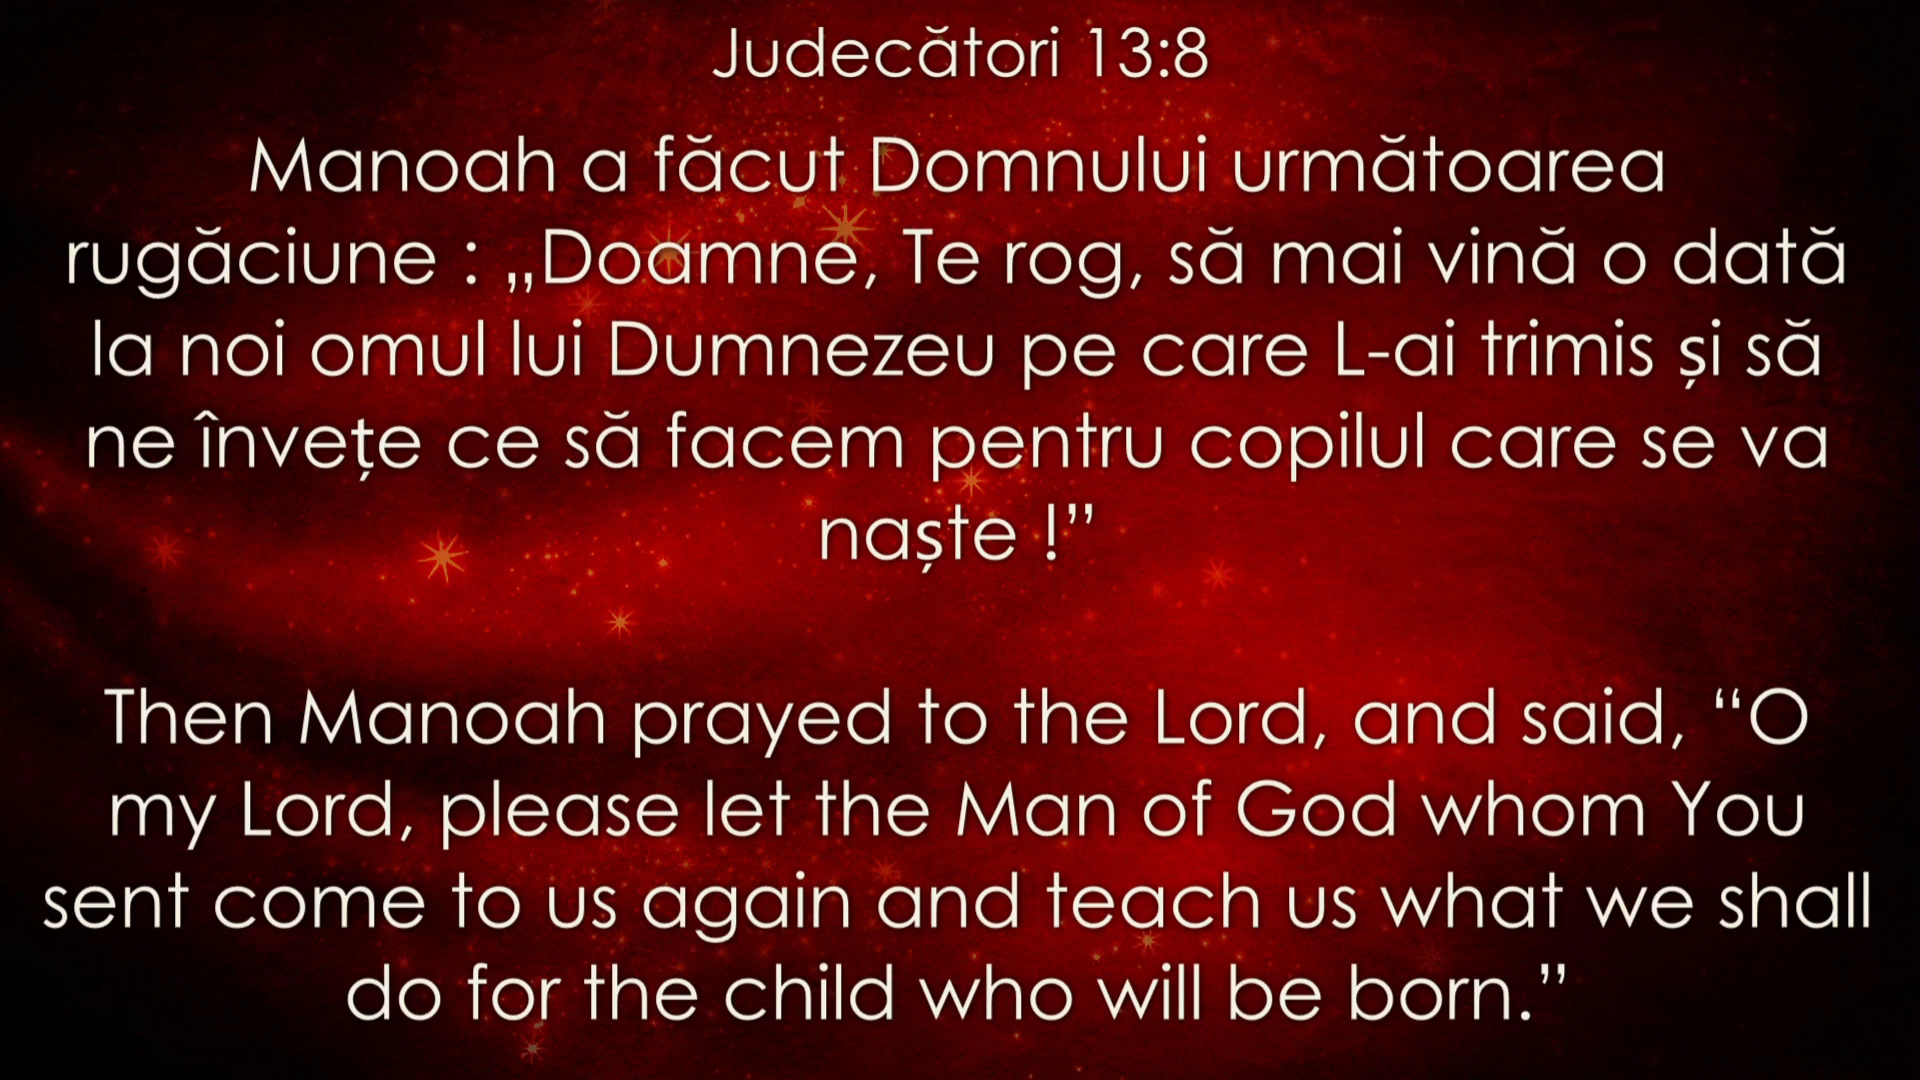 Judecători 13:8
Manoah a făcut Domnului următoarea
rugăciune : „Doamne, Te rog, să mai vină o dată
la noi omul lui Dumnezeu pe care L-ai trimis și să
ne învețe ce să facem pentru copilul care se va
naște !”
Then Manoah prayed to the Lord, and said, “O
my Lord, please let the Man of God whom You
sent come to us again and teach us what we shall
do for the child who will be born.”